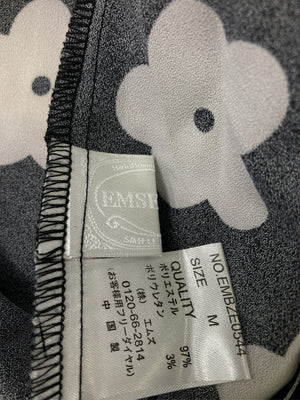 EMSE
NO.EMBZE0544
SIZE M
QUALITY
ポリエステル 97%
ポリウレタン 3%
(株) エムズ
0120-66-2814
(お客様用フリーダイヤル)
中国製